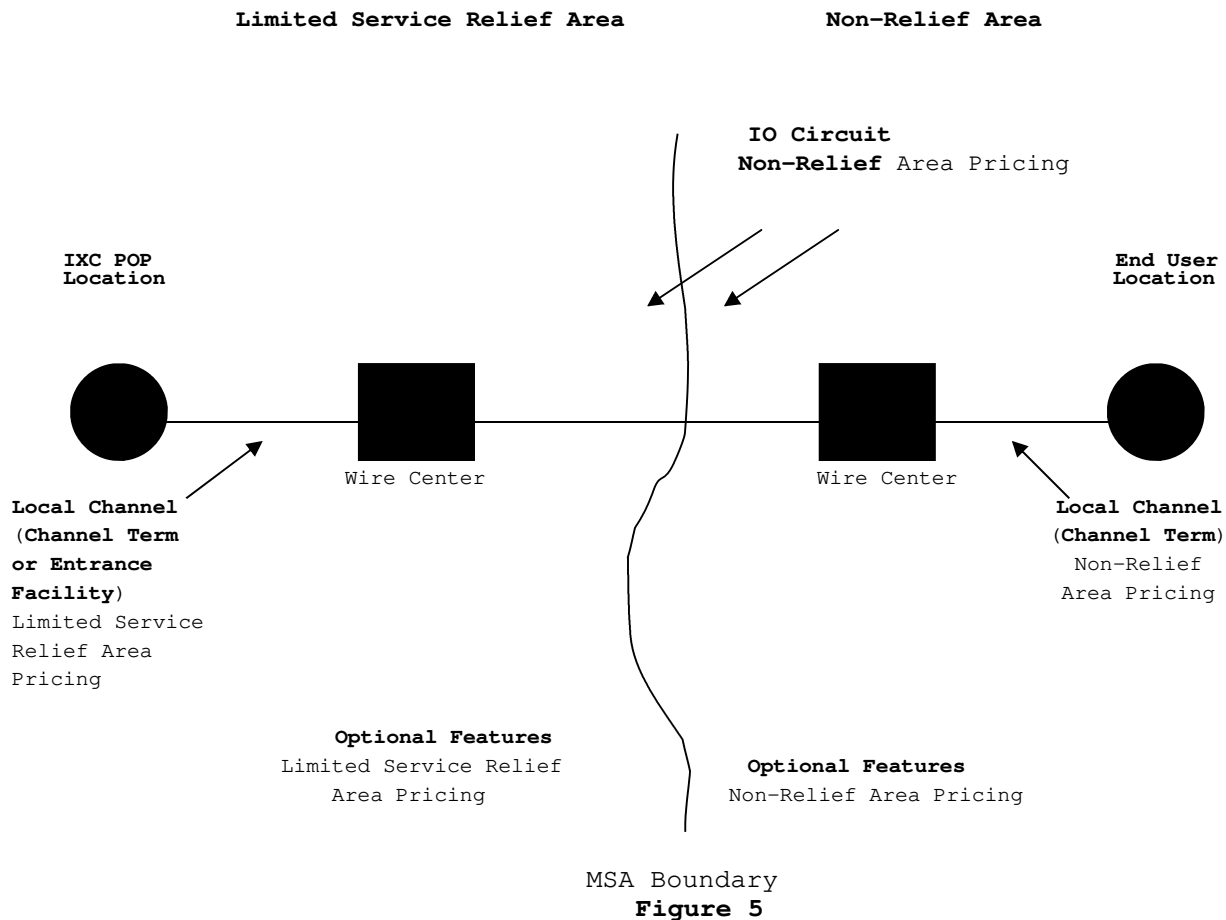 Limited Service Relief Area
Non-Relief Area
IO Circuit
Non-Relief Area Pricing
IXC POP
Location
End User
Location
Wire Center
Wire Center
Local Channel
(Channel Term
or Entrance
Facility)
Limited Service
Relief Area
Pricing
Local Channel
(Channel Term)
Non-Relief
Area Pricing
Optional Features
Limited Service Relief
Area Pricing
Optional Features
Non-Relief Area Pricing
MSA Boundary
Figure 5